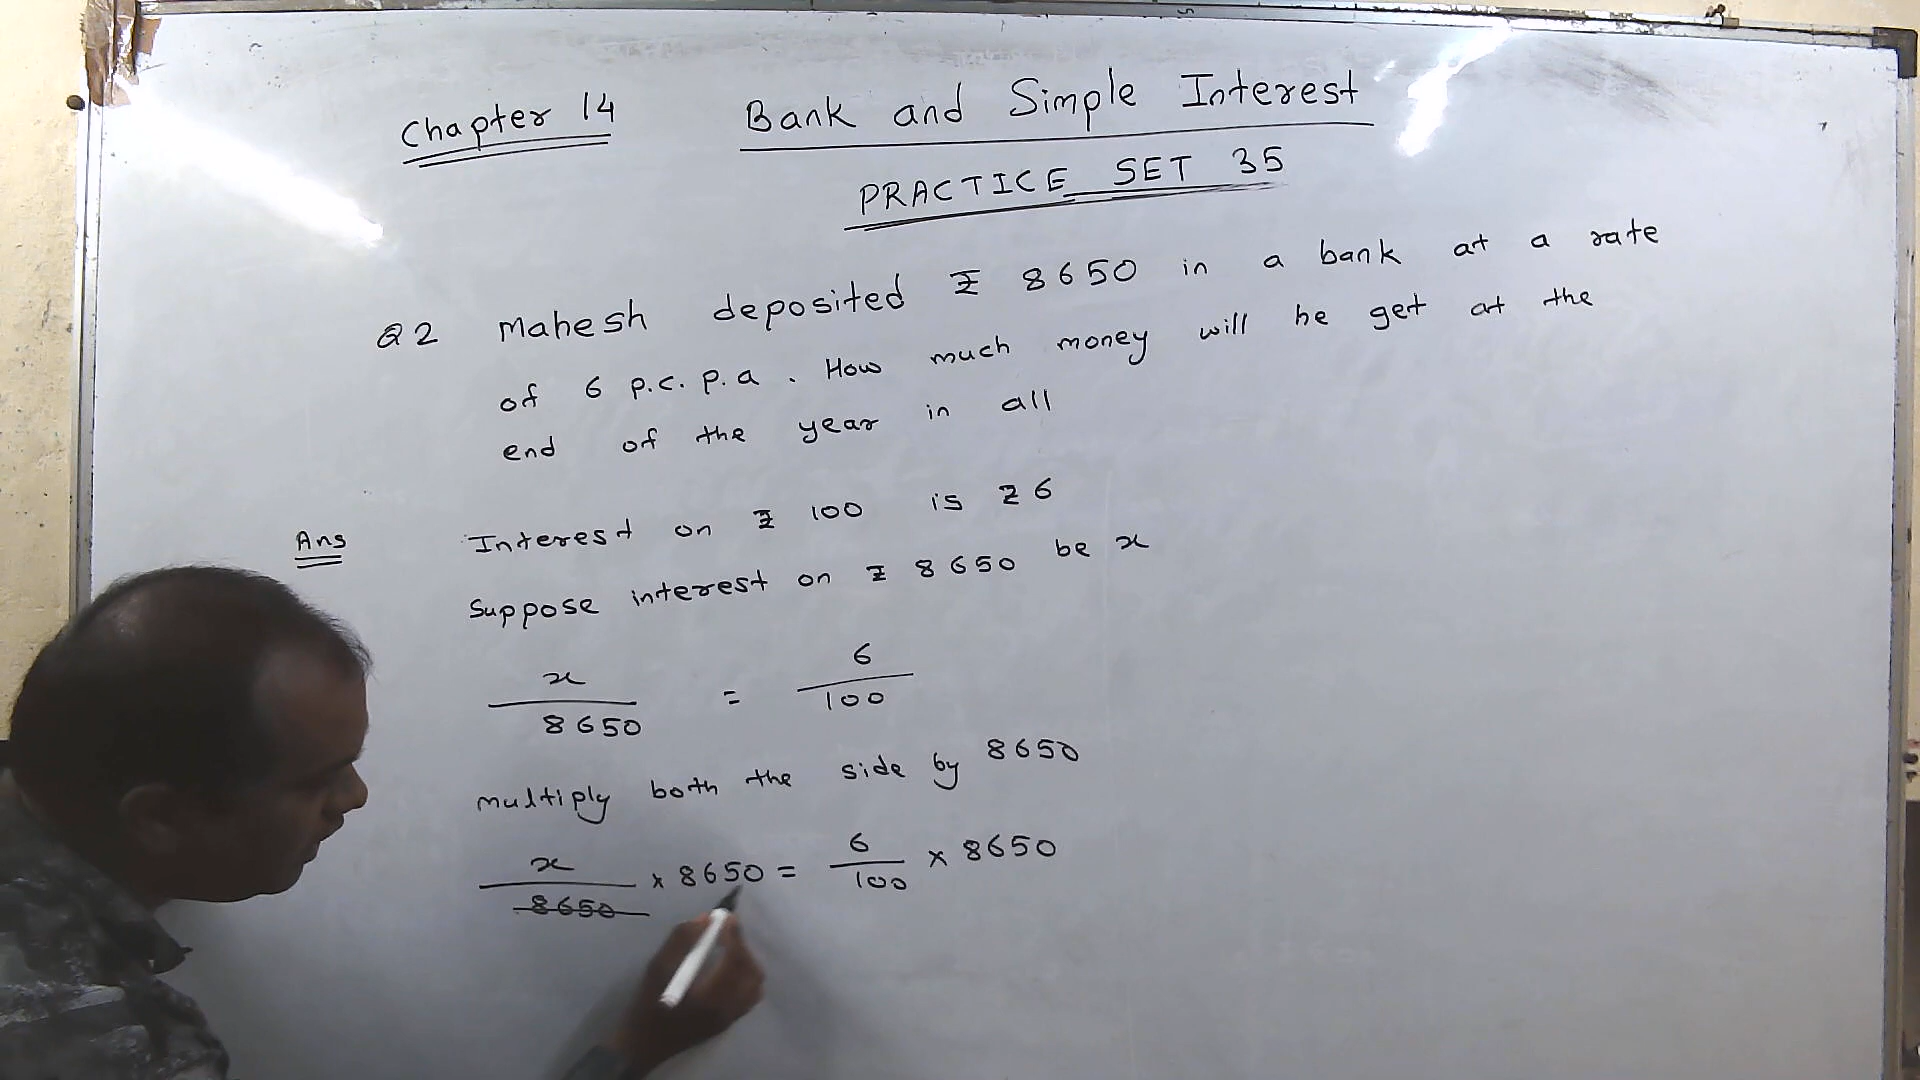 Chapter 14 Bank and Simple Interest
PRACTICE SET 35
Q2 Mahesh deposited ₹ 8650 in a bank at a rate
of 6 p.c.p.a. How much money will he get at the
end of the year in all
Ans Interest on ₹ 100 is ₹6
Suppose interest on ₹ 8650 be x
x/8650 = 6/100
multiply both the side by 8650
x/8650 × 8650 = 6/100 × 8650